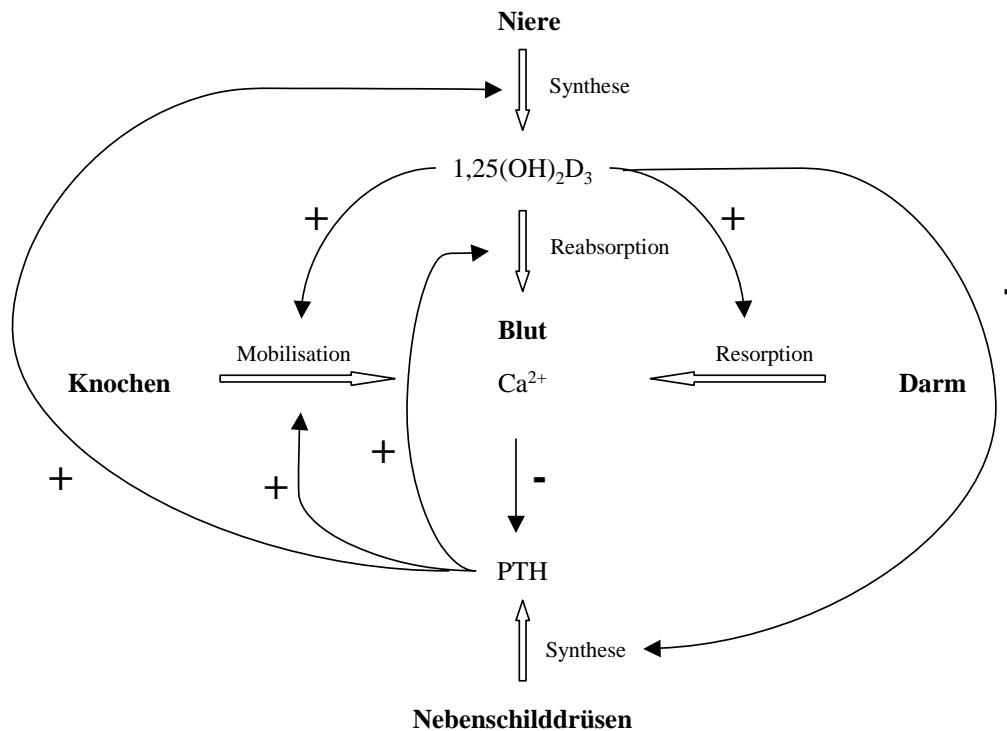 Niere
Synthese
1,25(OH)₂D₃
+
+
Reabsorption
-
Blut
Mobilisation
Resorption
Knochen
Ca²⁺
Darm
+
+
+
-
PTH
Synthese
Nebenschilddrüsen